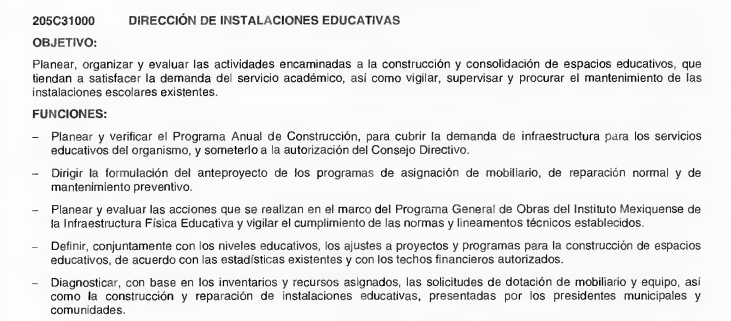 205C31000 DIRECCIÓN DE INSTALACIONES EDUCATIVAS
OBJETIVO:
Planear, organizar y evaluar las actividades encaminadas a la construcción y consolidación de espacios educativos, que
tiendan a satisfacer la demanda del servicio académico, así como vigilar, supervisar y procurar el mantenimiento de las
instalaciones escolares existentes.
FUNCIONES:
– Planear y verificar el Programa Anual de Construcción, para cubrir la demanda de infraestructura para los servicios
educativos del organismo, y someterlo a la autorización del Consejo Directivo.
– Dirigir la formulación del anteproyecto de los programas de asignación de mobiliario, de reparación normal y de
mantenimiento preventivo.
– Planear y evaluar las acciones que se realizan en el marco del Programa General de Obras del Instituto Mexiquense de
la Infraestructura Física Educativa y vigilar el cumplimiento de las normas y lineamentos técnicos establecidos.
– Definir, conjuntamente con los niveles educativos, los ajustes a proyectos y programas para la construcción de espacios
educativos, de acuerdo con las estadísticas existentes y con los techos financieros autorizados.
– Diagnosticar, con base en los inventarios y recursos asignados, las solicitudes de dotación de mobiliario y equipo, así
como la construcción y reparación de instalaciones educativas, presentadas por los presidentes municipales y
comunidades.